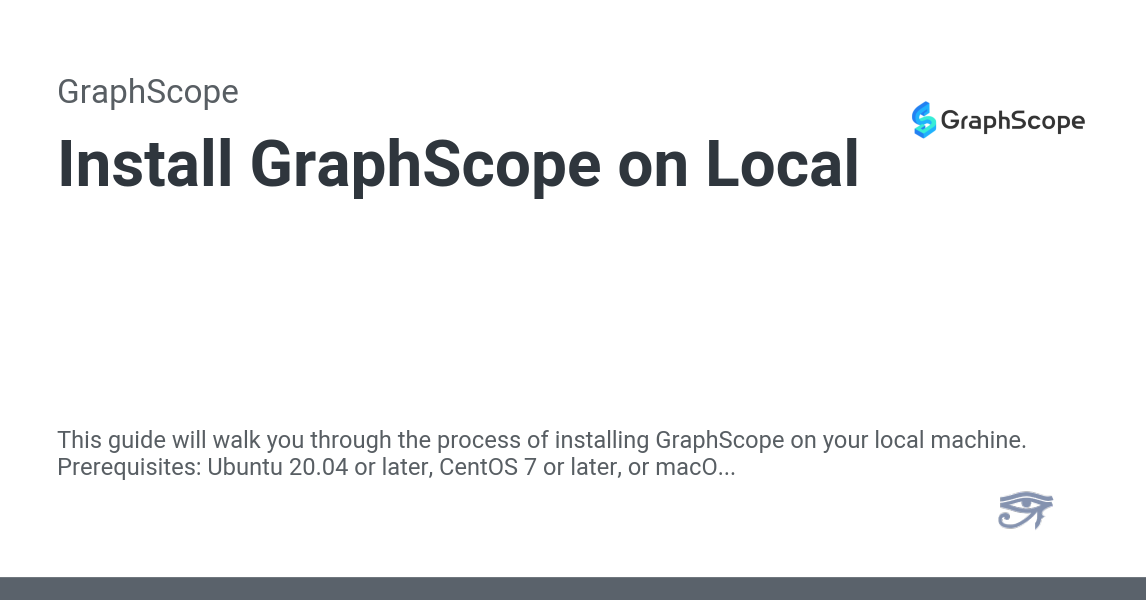 GraphScope
GraphScope
Install GraphScope on Local
This guide will walk you through the process of installing GraphScope on your local machine.
Prerequisites: Ubuntu 20.04 or later, CentOS 7 or later, or macO...